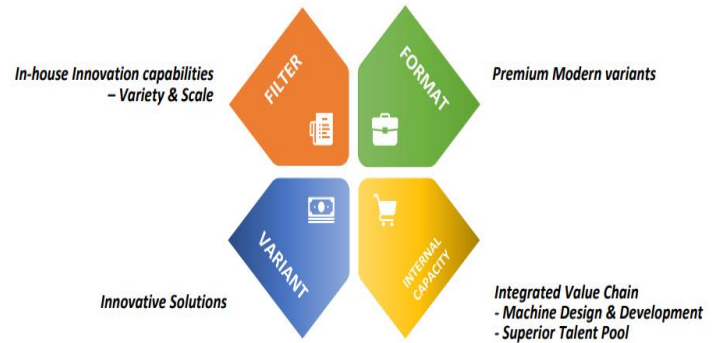 In-house Innovation capabilities
– Variety & Scale
FILTER
FORMAT
Premium Modern variants
Innovative Solutions
VARIANT
INTERNAL
CAPACITY
Integrated Value Chain
- Machine Design & Development
- Superior Talent Pool